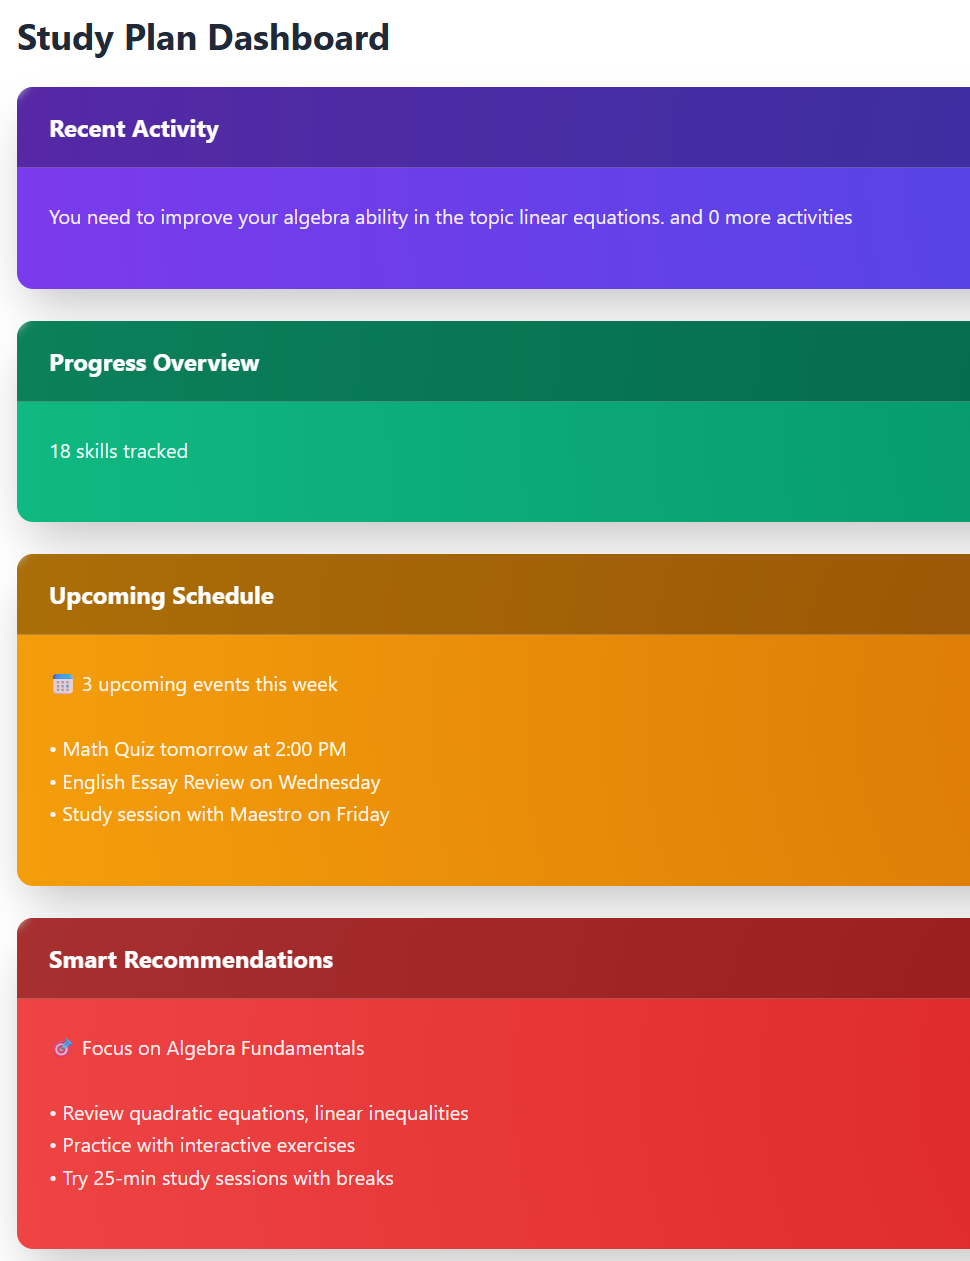 Study Plan Dashboard
Recent Activity
You need to improve your algebra ability in the topic linear equations. and 0 more activities
Progress Overview
18 skills tracked
Upcoming Schedule
3 upcoming events this week
• Math Quiz tomorrow at 2:00 PM
• English Essay Review on Wednesday
• Study session with Maestro on Friday
Smart Recommendations
Focus on Algebra Fundamentals
• Review quadratic equations, linear inequalities
• Practice with interactive exercises
• Try 25-min study sessions with breaks